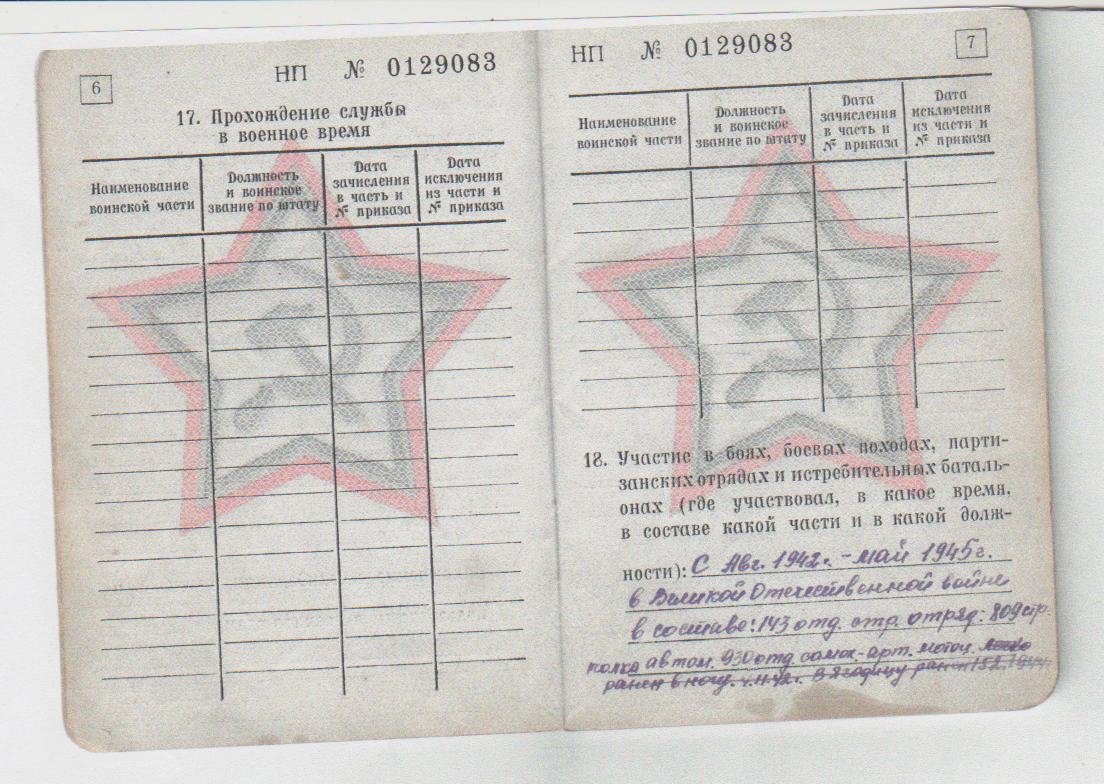 6
НП № 0129083
17. Прохождение службы
в военное время
Наименование
воинской части
Должность
и воинское
звание по штату
Дата
зачисления
в часть и
№ приказа
Дата
исключения
из части и
№ приказа
НП № 0129083
7
Наименование
воинской части
Должность
и воинское
звание по штату
Дата
зачисления
в часть и
№ приказа
Дата
исключения
из части и
№ приказа
18. Участие в боях, боевых походах, парти-
занских отрядах и истребительных баталь-
онах (где участвовал, в какое время,
в составе какой части и в какой долж-
ности): С Авг. 1942г. - май 1945г.
в Великой Отечественной войне
в составе: 143 отд. отр. отряд: 809 стр.
полка автом. 930 отд. самох-арт.
ранен в ногу. В ягодицу ранен